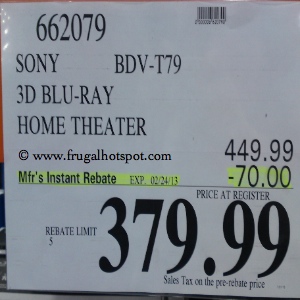 662079
SONY BDV-T79
3D BLU-RAY
HOME THEATER
© www.frugalhotspot.com
449.99
Mfr's Instant Rebate EXP. 02/24/13 -70.00
PRICE AT REGISTER
REBATE LIMIT
5
379.99
Sales Tax on the pre-rebate price